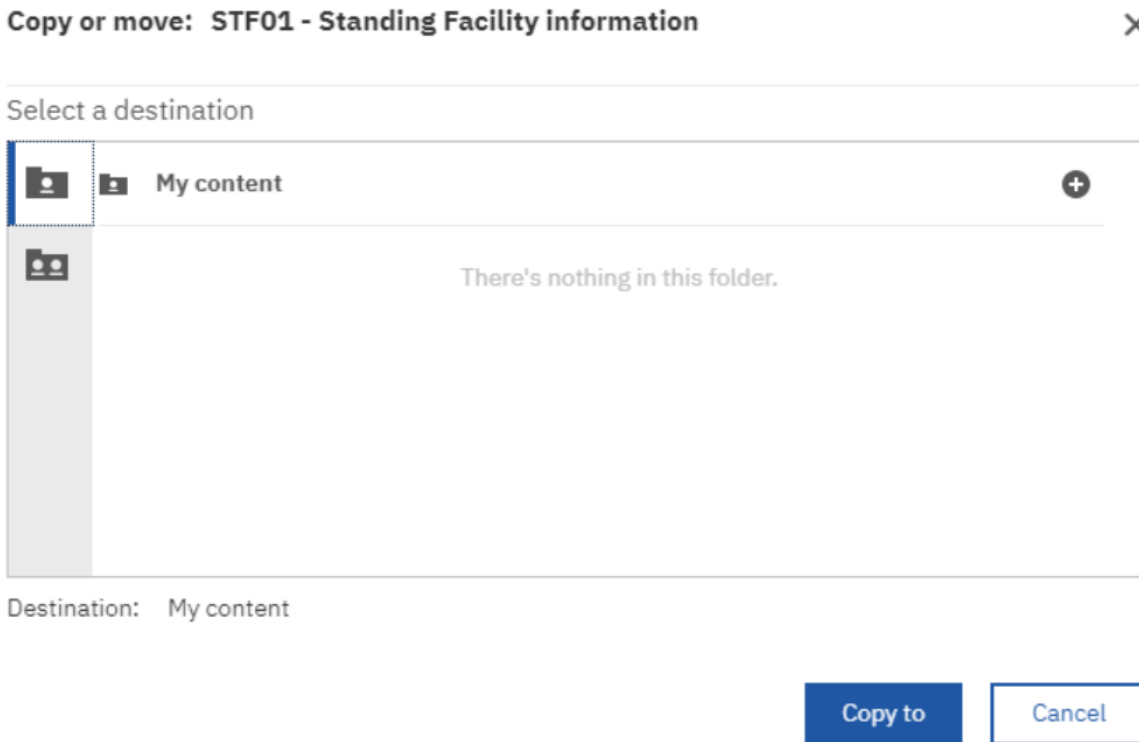 Copy or move: STF01 - Standing Facility information
Select a destination
My content
There's nothing in this folder.
Destination: My content
Copy to
Cancel